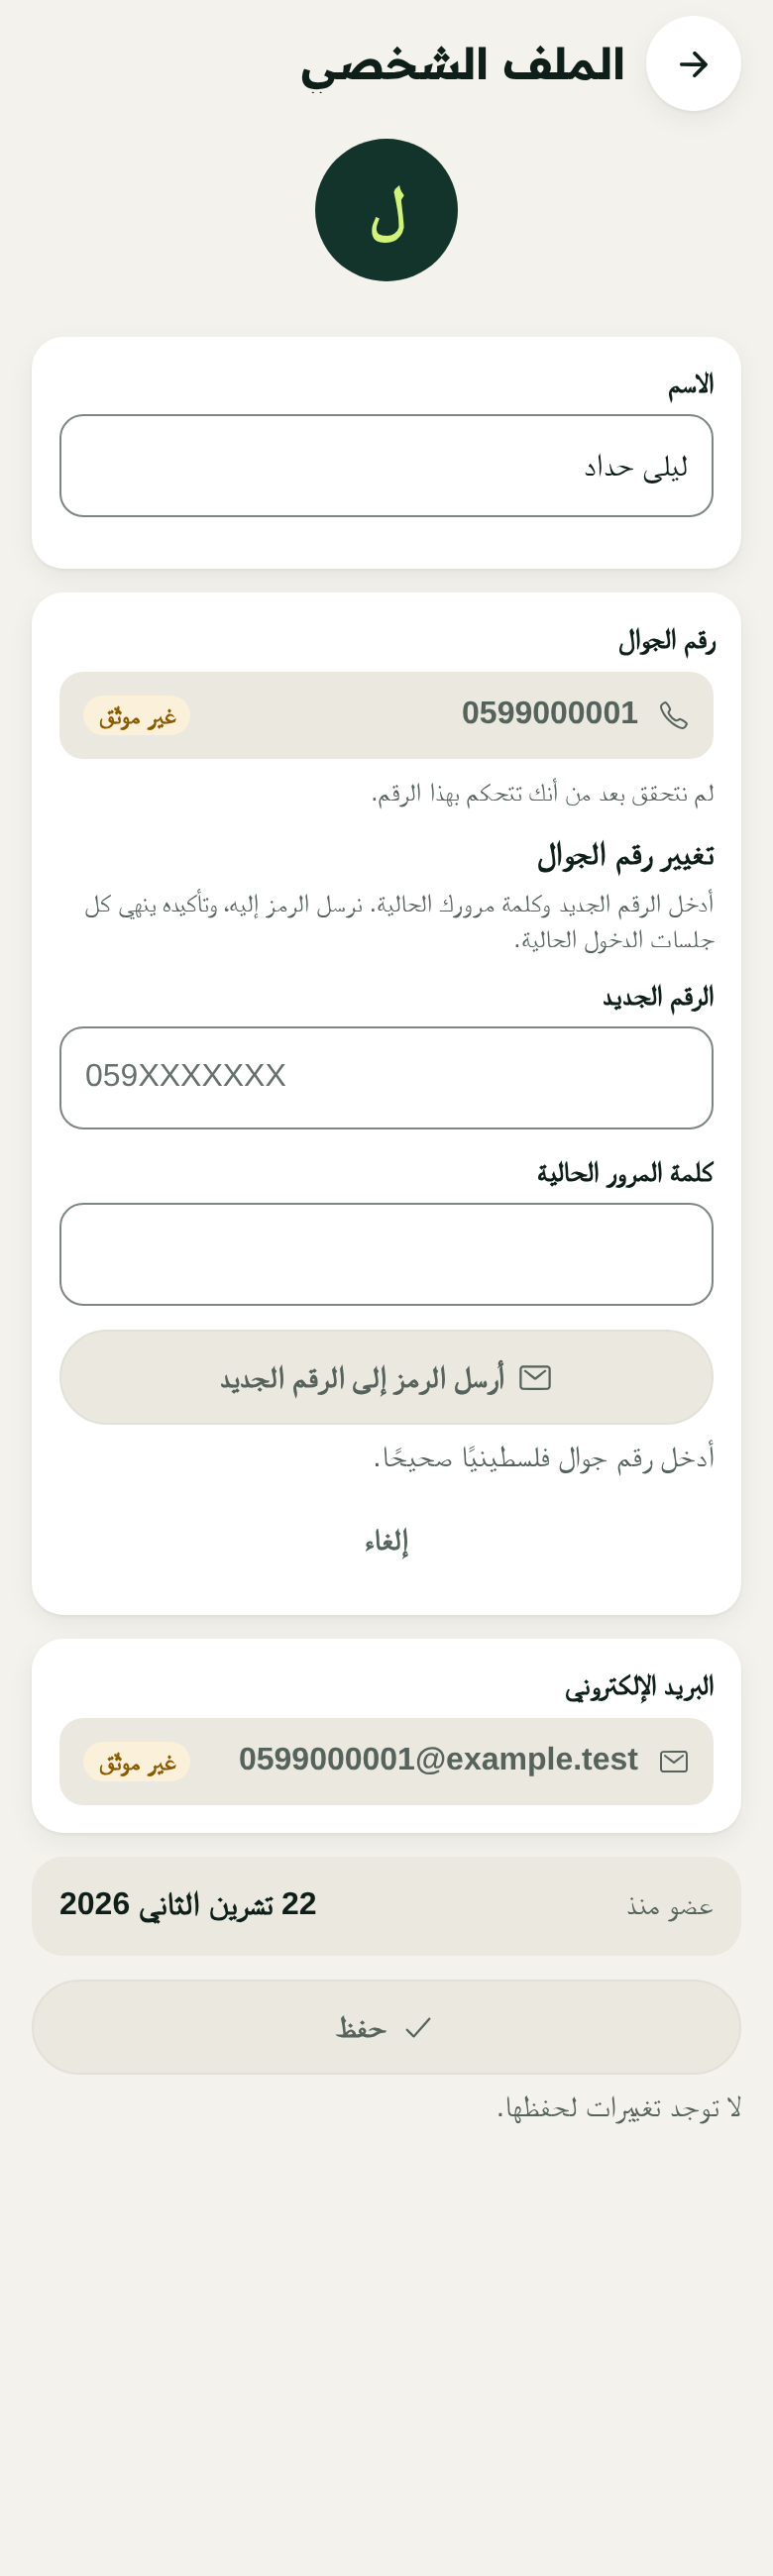 الملف الشخصي
ل
الاسم
ليلى حداد
رقم الجوال
0599000001
غير موثّق
لم نتحقق بعد من أنك تتحكم بهذا الرقم.
تغيير رقم الجوال
أدخل الرقم الجديد وكلمة مرورك الحالية. نرسل الرمز إليه، وتأكيده ينهي كل
جلسات الدخول الحالية.
الرقم الجديد
059XXXXXXX
كلمة المرور الحالية
أرسل الرمز إلى الرقم الجديد
أدخل رقم جوال فلسطينيًا صحيحًا.
إلغاء
البريد الإلكتروني
0599000001@example.test
غير موثّق
عضو منذ
22 تشرين الثاني 2026
حفظ
لا توجد تغييرات لحفظها.